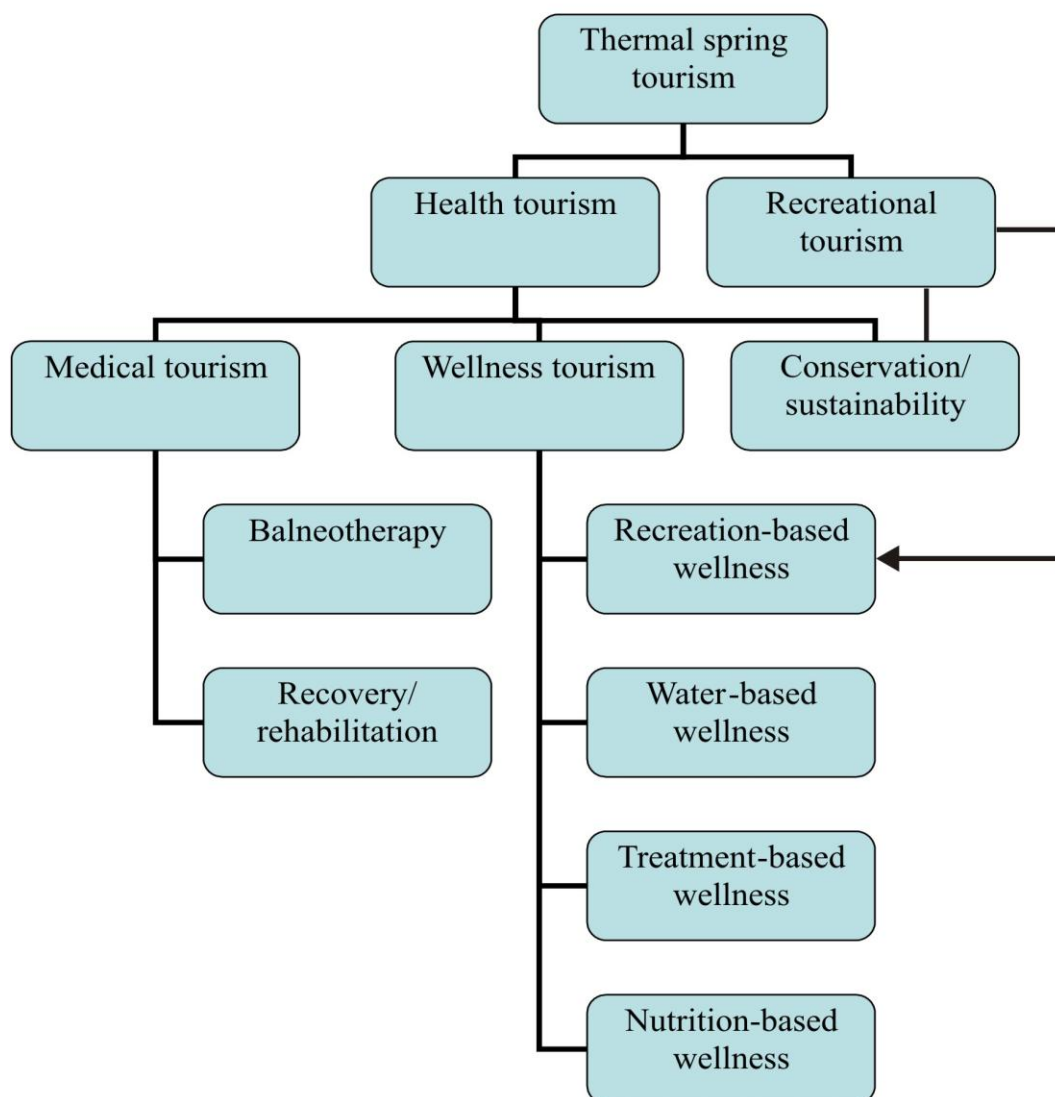 Thermal spring
tourism
Health tourism
Recreational
tourism
Medical tourism
Wellness tourism
Conservation/
sustainability
Balneotherapy
Recreation-based
wellness
Recovery/
rehabilitation
Water-based
wellness
Treatment-based
wellness
Nutrition-based
wellness